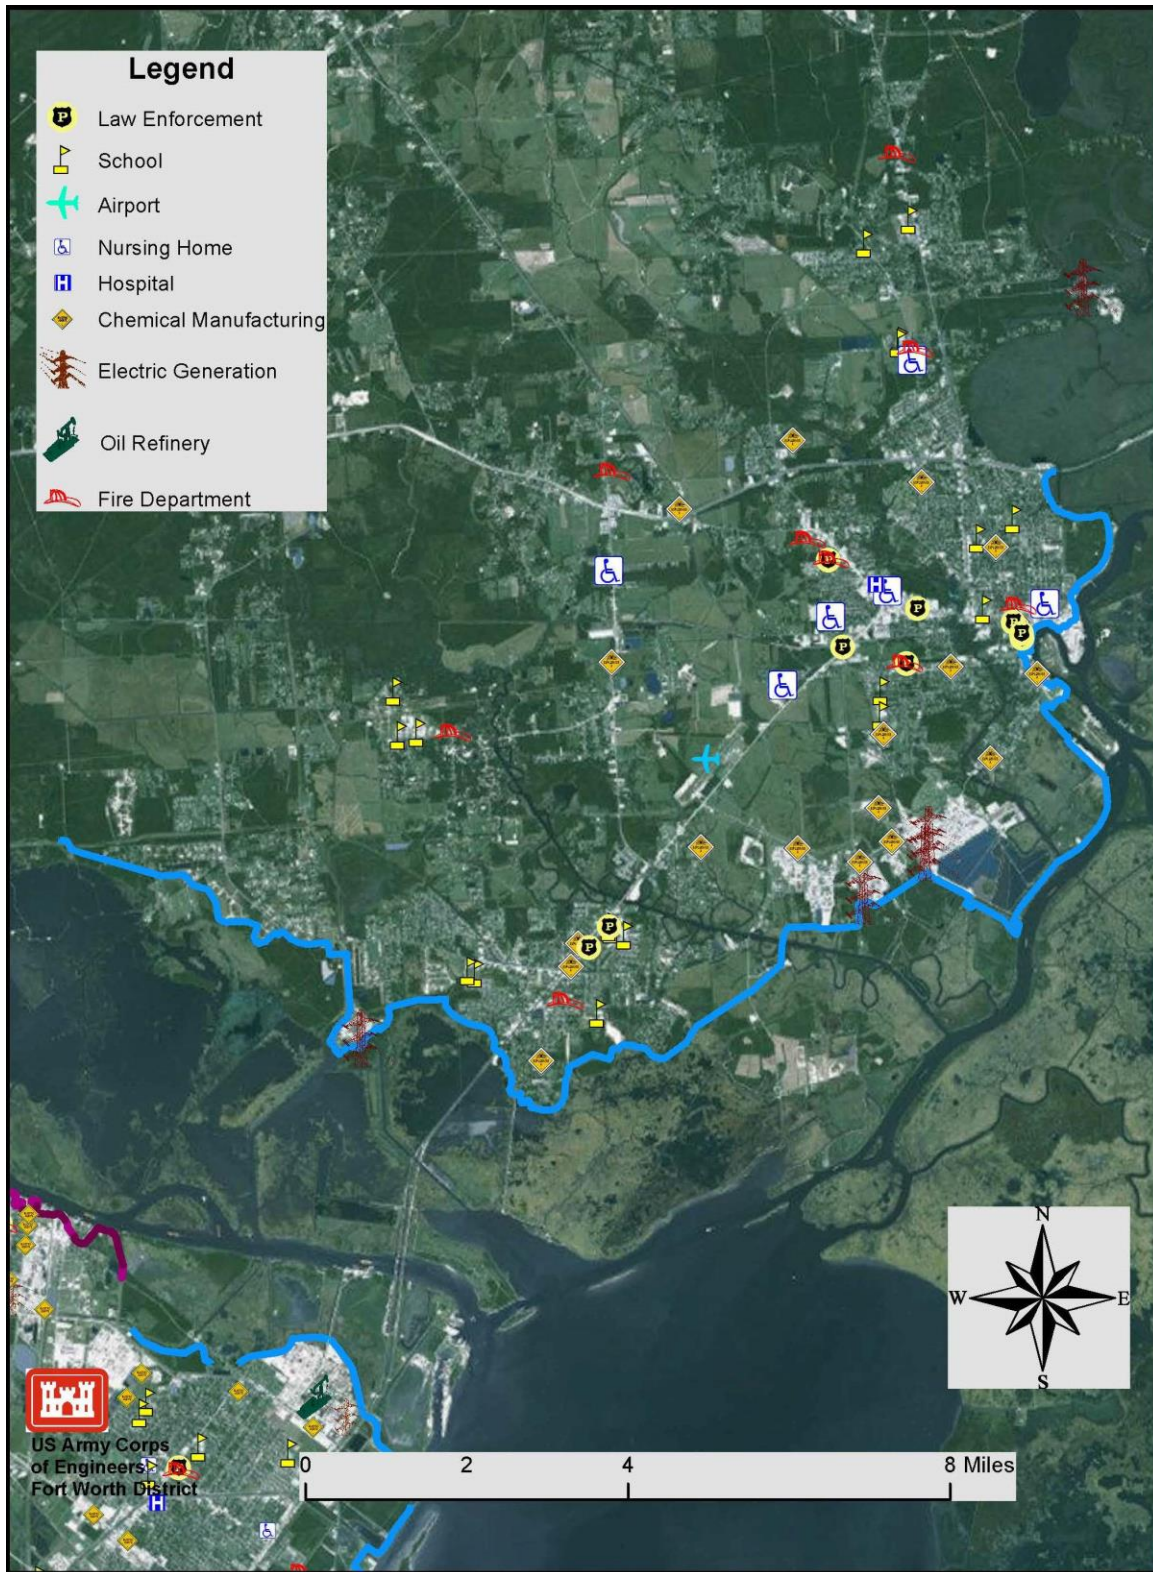 Legend
Law Enforcement
School
Airport
Nursing Home
Hospital
Chemical Manufacturing
Electric Generation
Oil Refinery
Fire Department
N
W E
S
US Army Corps
of Engineers
Fort Worth District
0 2 4 8 Miles